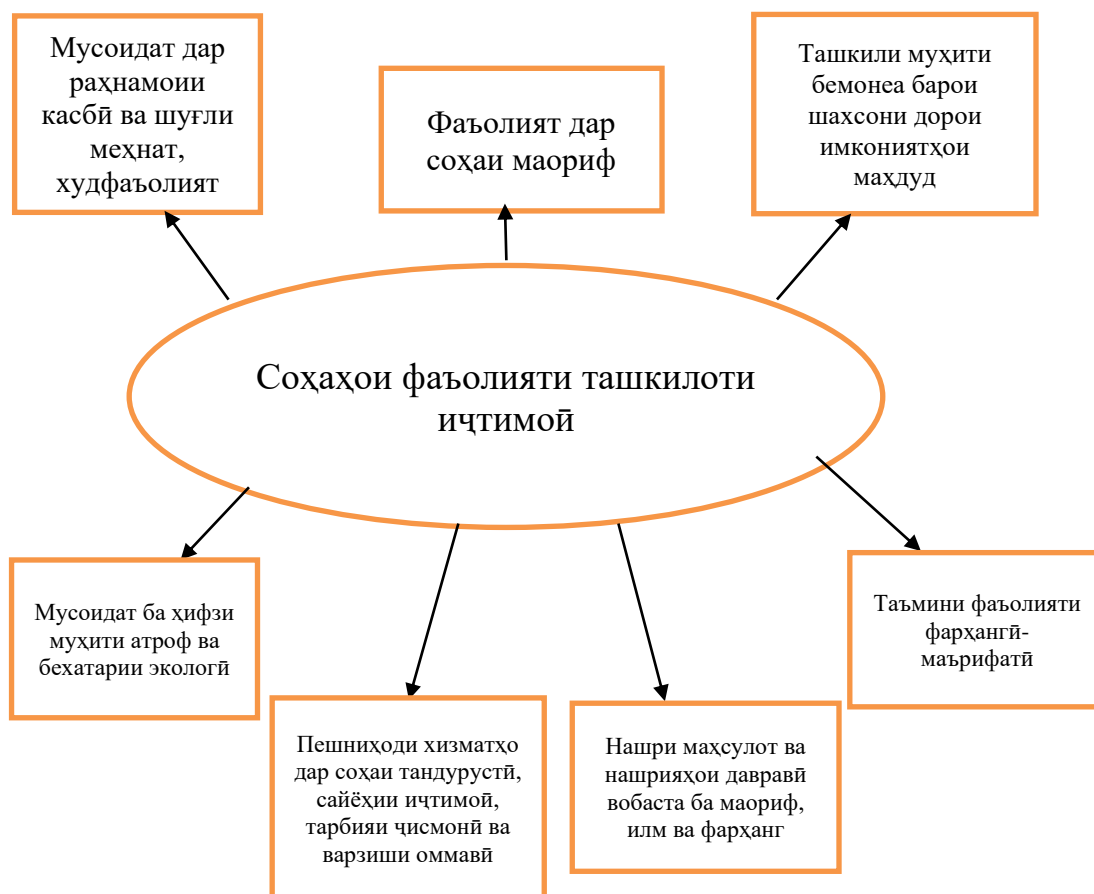 Мусоидат дар
раҳнамоии
касбӣ ва шуғли
меҳнат,
худфаъолият
Фаъолият дар
соҳаи маориф
Ташкили муҳити
бемонеа барои
шахсони дорои
имкониятҳои
маҳдуд
Соҳаҳои фаъолияти ташкилоти
иҷтимоӣ
Мусоидат ба ҳифзи
муҳити атроф ва
бехатарии экологӣ
Пешниҳоди хизматҳо
дар соҳаи тандурустӣ,
сайёҳии иҷтимоӣ,
тарбияи ҷисмонӣ ва
варзиши оммавӣ
Нашри маҳсулот ва
нашрияҳои давравӣ
вобаста ба маориф,
илм ва фарҳанг
Таъмини фаъолияти
фарҳангӣ-
маърифатӣ